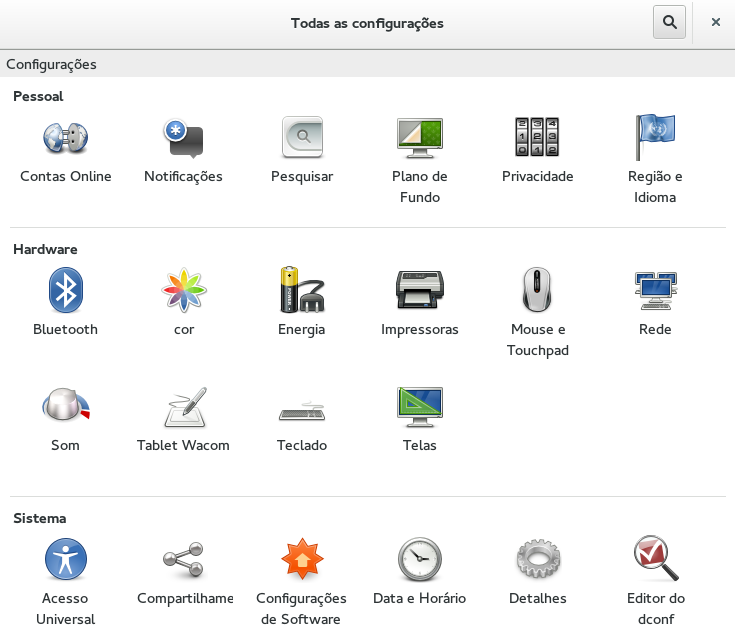 Todas as configurações
Configurações
Pessoal
Contas Online
Notificações
Pesquisar
Plano de
Fundo
Privacidade
Região e
Idioma
Hardware
Bluetooth
cor
Energia
Impressoras
Mouse e
Touchpad
Rede
Som
Tablet Wacom
Teclado
Telas
Sistema
Acesso
Universal
Compartilhame
Configurações
de Software
Data e Horário
Detalhes
Editor do
dconf